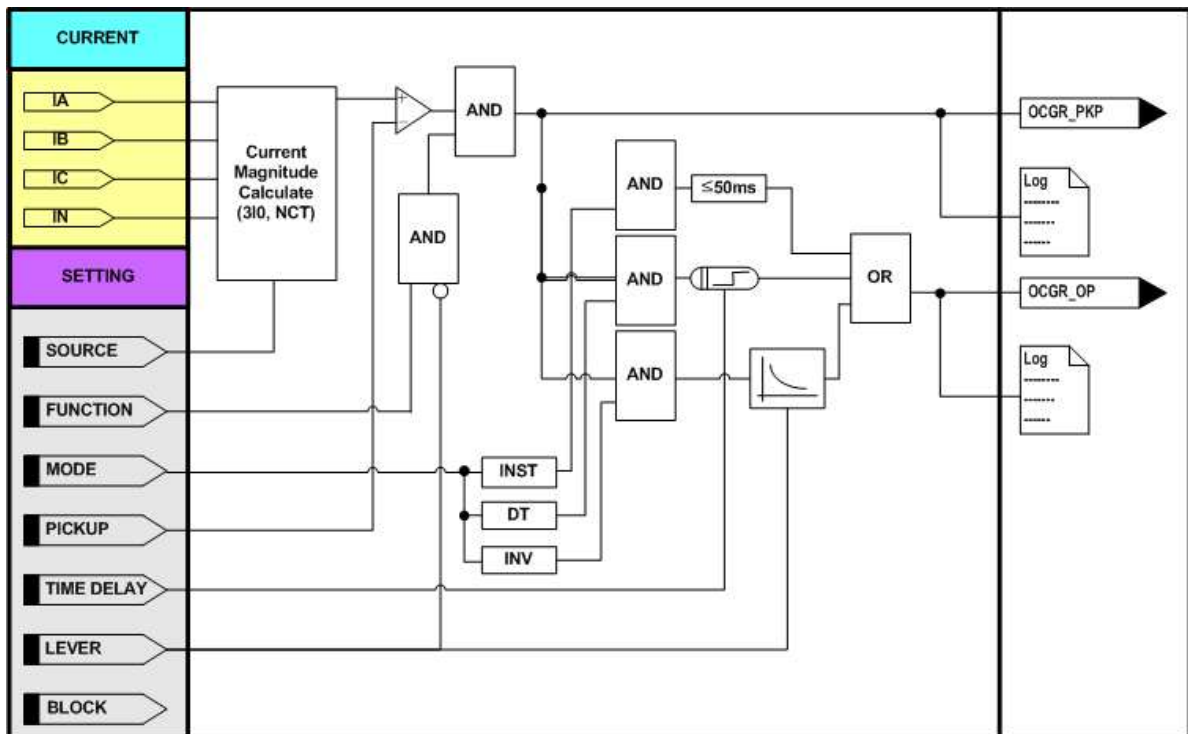 CURRENT
IA
IB
IC
IN
SETTING
SOURCE
FUNCTION
MODE
PICKUP
TIME DELAY
LEVER
BLOCK
Current
Magnitude
Calculate
(3I0, NCT)
+
−
AND
AND
AND
AND
AND
≤50ms
OR
INST
DT
INV
OCGR_PKP
Log
OCGR_OP
Log